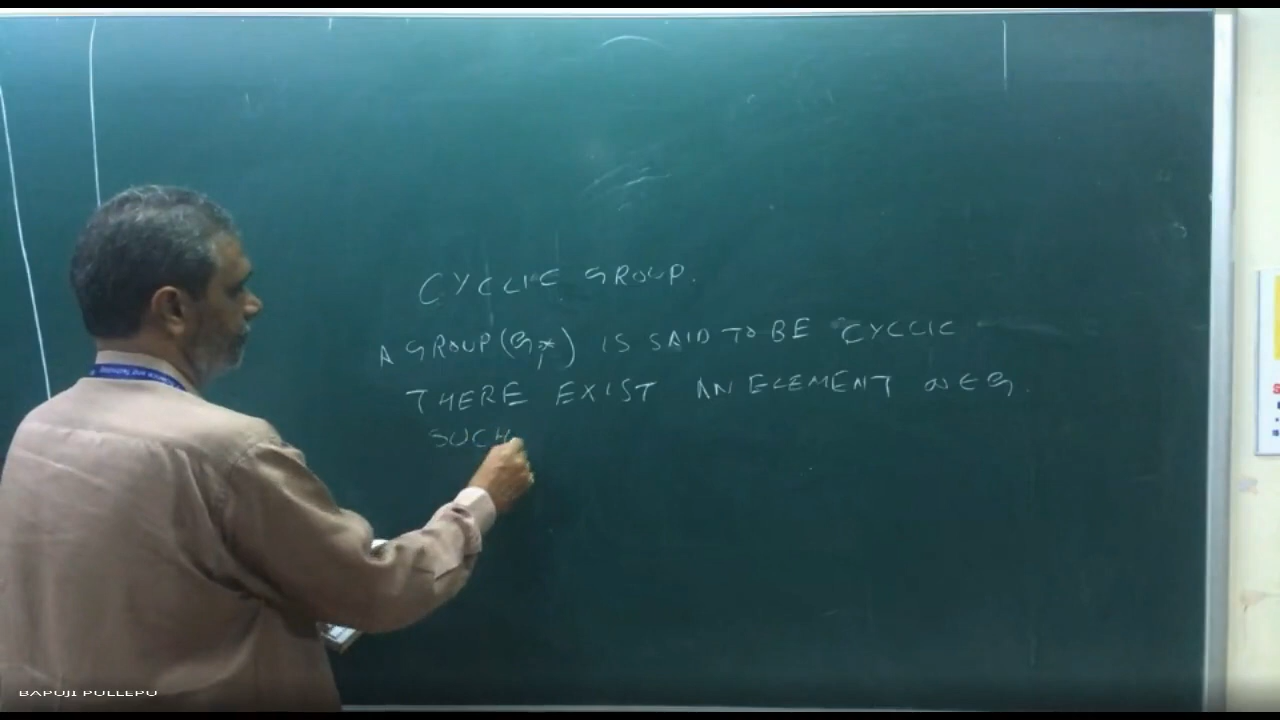 CYCLIC GROUP.
A GROUP (G, *) IS SAID TO BE CYCLIC
THERE EXIST AN ELEMENT a ∈ G.
SUCH
BAPUJI PULLEPU